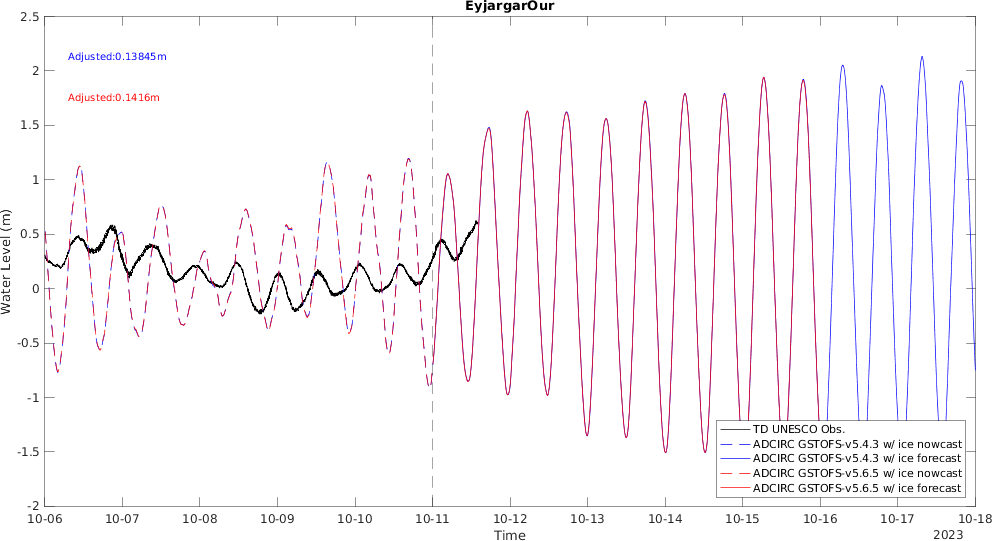 EyjargarOur
Adjusted:0.13845m
Adjusted:0.1416m
Water Level (m)
2.5
2
1.5
1
0.5
0
-0.5
-1
-1.5
-2
10-06 10-07 10-08 10-09 10-10 10-11 10-12 10-13 10-14 10-15 10-16 10-17 10-18
Time
2023
TD UNESCO Obs.
ADCIRC GSTOFS-v5.4.3 w/ ice nowcast
ADCIRC GSTOFS-v5.4.3 w/ ice forecast
ADCIRC GSTOFS-v5.6.5 w/ ice nowcast
ADCIRC GSTOFS-v5.6.5 w/ ice forecast